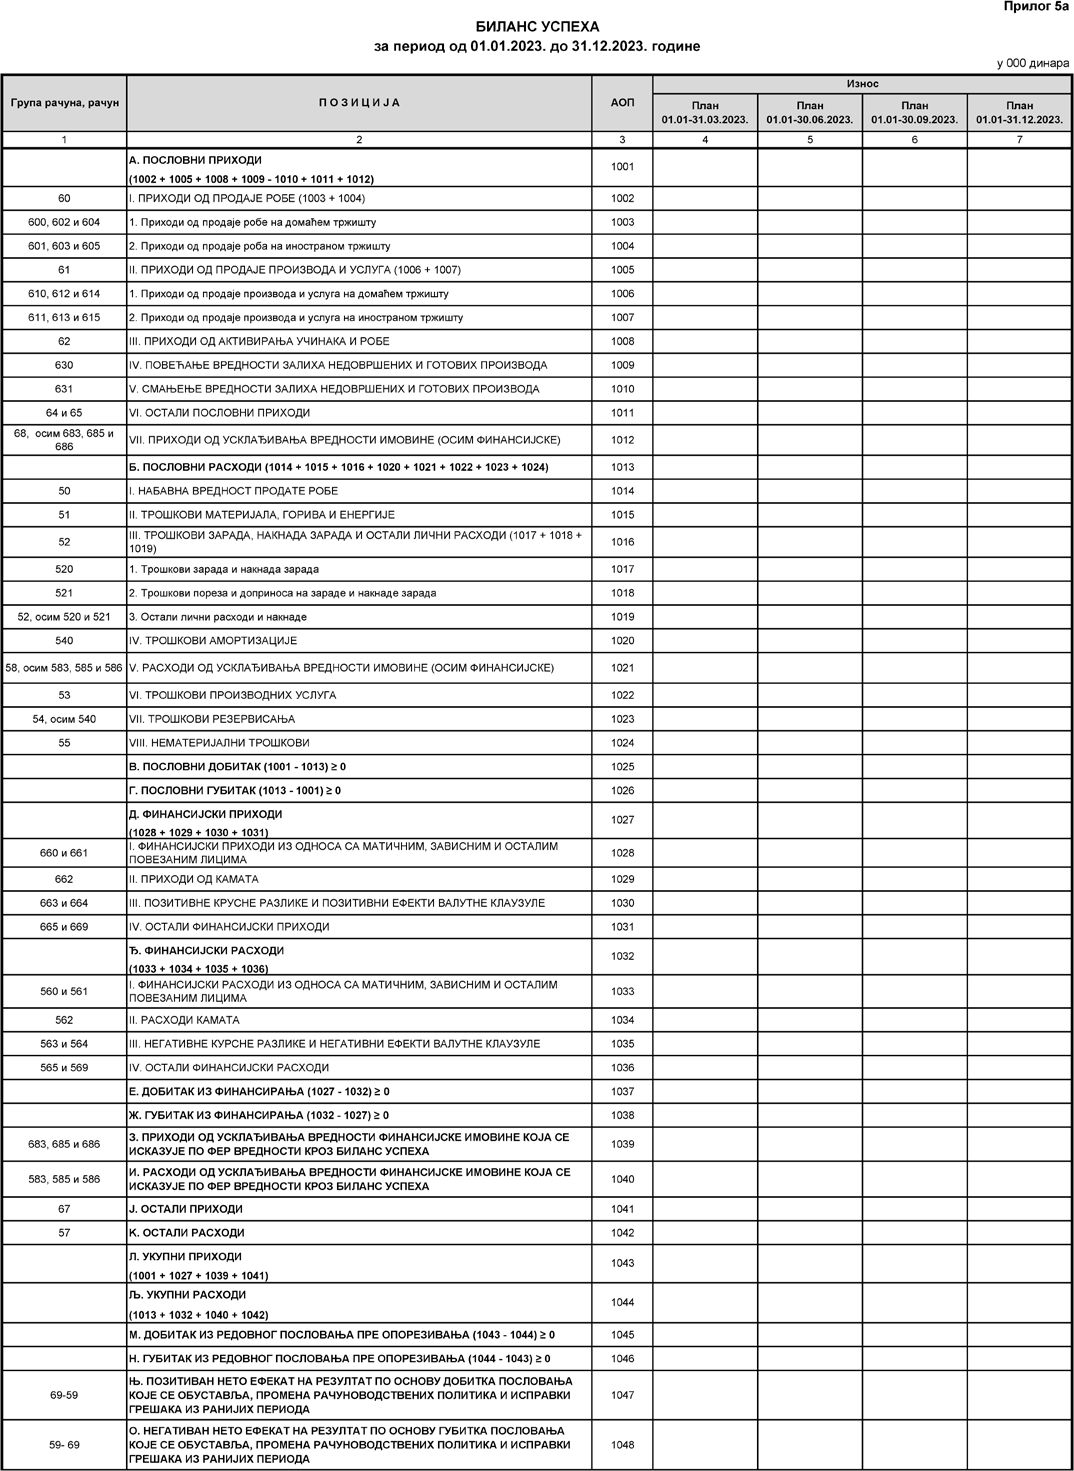 Прилог 5а
БИЛАНС УСПЕХА
за период од 01.01.2023. до 31.12.2023. године
у 000 динара
Група рачуна, рачун П О З И Ц И Ј А АОП Износ
План 01.01-31.03.2023. План 01.01-30.06.2023. План 01.01-30.09.2023. План 01.01-31.12.2023.
1 2 3 4 5 6 7
А. ПОСЛОВНИ ПРИХОДИ
(1002 + 1005 + 1008 + 1009 - 1010 + 1011 + 1012) 1001
60 I. ПРИХОДИ ОД ПРОДАЈЕ РОБЕ (1003 + 1004) 1002
600, 602 и 604 1. Приходи од продаје робе на домаћем тржишту 1003
601, 603 и 605 2. Приходи од продаје роба на иностраном тржишту 1004
61 II. ПРИХОДИ ОД ПРОДАЈЕ ПРОИЗВОДА И УСЛУГА (1006 + 1007) 1005
610, 612 и 614 1. Приходи од продаје производа и услуга на домаћем тржишту 1006
611, 613 и 615 2. Приходи од продаје производа и услуга на иностраном тржишту 1007
62 III. ПРИХОДИ ОД АКТИВИРАЊА УЧИНАКА И РОБЕ 1008
630 IV. ПОВЕЋАЊЕ ВРЕДНОСТИ ЗАЛИХА НЕДОВРШЕНИХ И ГОТОВИХ ПРОИЗВОДА 1009
631 V. СМАЊЕЊЕ ВРЕДНОСТИ ЗАЛИХА НЕДОВРШЕНИХ И ГОТОВИХ ПРОИЗВОДА 1010
64 и 65 VI. ОСТАЛИ ПОСЛОВНИ ПРИХОДИ 1011
68, осим 683, 685 и 686 VII. ПРИХОДИ ОД УСКЛАЂИВАЊА ВРЕДНОСТИ ИМОВИНЕ (ОСИМ ФИНАНСИЈСКЕ) 1012
Б. ПОСЛОВНИ РАСХОДИ (1014 + 1015 + 1016 + 1020 + 1021 + 1022 + 1023 + 1024) 1013
50 I. НАБАВНА ВРЕДНОСТ ПРОДАТЕ РОБЕ 1014
51 II. ТРОШКОВИ МАТЕРИЈАЛА, ГОРИВА И ЕНЕРГИЈЕ 1015
52 III. ТРОШКОВИ ЗАРАДА, НАКНАДА ЗАРАДА И ОСТАЛИ ЛИЧНИ РАСХОДИ (1017 + 1018 +
1019) 1016
520 1. Трошкови зарада и накнада зарада 1017
521 2. Трошкови пореза и доприноса на зараде и накнаде зарада 1018
52, осим 520 и 521 3. Остали лични расходи и накнаде 1019
540 IV. ТРОШКОВИ АМОРТИЗАЦИЈЕ 1020
58, осим 583, 585 и 586 V. РАСХОДИ ОД УСКЛАЂИВАЊА ВРЕДНОСТИ ИМОВИНЕ (ОСИМ ФИНАНСИЈСКЕ) 1021
53 VI. ТРОШКОВИ ПРОИЗВОДНИХ УСЛУГА 1022
54, осим 540 VII. ТРОШКОВИ РЕЗЕРВИСАЊА 1023
55 VIII. НЕМАТЕРИЈАЛНИ ТРОШКОВИ 1024
В. ПОСЛОВНИ ДОБИТАК (1001 - 1013) ≥ 0 1025
Г. ПОСЛОВНИ ГУБИТАК (1013 - 1001) ≥ 0 1026
Д. ФИНАНСИЈСКИ ПРИХОДИ
(1028 + 1029 + 1030 + 1031) 1027
660 и 661 I. ФИНАНСИЈСКИ ПРИХОДИ ИЗ ОДНОСА СА МАТИЧНИМ, ЗАВИСНИМ И ОСТАЛИМ
ПОВЕЗАНИМ ЛИЦИМА 1028
662 II. ПРИХОДИ ОД КАМАТА 1029
663 и 664 III. ПОЗИТИВНЕ КРУСНЕ РАЗЛИКЕ И ПОЗИТИВНИ ЕФЕКТИ ВАЛУТНЕ КЛАУЗУЛЕ 1030
665 и 669 IV. ОСТАЛИ ФИНАНСИЈСКИ ПРИХОДИ 1031
Ђ. ФИНАНСИЈСКИ РАСХОДИ
(1033 + 1034 + 1035 + 1036) 1032
560 и 561 I. ФИНАНСИЈСКИ РАСХОДИ ИЗ ОДНОСА СА МАТИЧНИМ, ЗАВИСНИМ И ОСТАЛИМ
ПОВЕЗАНИМ ЛИЦИМА 1033
562 II. РАСХОДИ КАМАТА 1034
563 и 564 III. НЕГАТИВНЕ КУРСНЕ РАЗЛИКЕ И НЕГАТИВНИ ЕФЕКТИ ВАЛУТНЕ КЛАУЗУЛЕ 1035
565 и 569 IV. ОСТАЛИ ФИНАНСИЈСКИ РАСХОДИ 1036
Е. ДОБИТАК ИЗ ФИНАНСИРАЊА (1027 - 1032) ≥ 0 1037
Ж. ГУБИТАК ИЗ ФИНАНСИРАЊА (1032 - 1027) ≥ 0 1038
683, 685 и 686 З. ПРИХОДИ ОД УСКЛАЂИВАЊА ВРЕДНОСТИ ФИНАНСИЈСКЕ ИМОВИНЕ КОЈА СЕ
ИСКАЗУЈЕ ПО ФЕР ВРЕДНОСТИ КРОЗ БИЛАНС УСПЕХА 1039
583, 585 и 586 И. РАСХОДИ ОД УСКЛАЂИВАЊА ВРЕДНОСТИ ФИНАНСИЈСКЕ ИМОВИНЕ КОЈА СЕ
ИСКАЗУЈЕ ПО ФЕР ВРЕДНОСТИ КРОЗ БИЛАНС УСПЕХА 1040
67 Ј. ОСТАЛИ ПРИХОДИ 1041
57 К. ОСТАЛИ РАСХОДИ 1042
Л. УКУПНИ ПРИХОДИ
(1001 + 1027 + 1039 + 1041) 1043
Љ. УКУПНИ РАСХОДИ
(1013 + 1032 + 1040 + 1042) 1044
М. ДОБИТАК ИЗ РЕДОВНОГ ПОСЛОВАЊА ПРЕ ОПОРЕЗИВАЊА (1043 - 1044) ≥ 0 1045
Н. ГУБИТАК ИЗ РЕДОВНОГ ПОСЛОВАЊА ПРЕ ОПОРЕЗИВАЊА (1044 - 1043) ≥ 0 1046
69-59 Њ. ПОЗИТИВАН НЕТО ЕФЕКАТ НА РЕЗУЛТАТ ПО ОСНОВУ ДОБИТКА ПОСЛОВАЊА
КОЈЕ СЕ ОБУСТАВЉА, ПРОМЕНА РАЧУНОВОДСТВЕНИХ ПОЛИТИКА И ИСПРАВКИ
ГРЕШАКА ИЗ РАНИЈИХ ПЕРИОДА 1047
59- 69 О. НЕГАТИВАН НЕТО ЕФЕКАТ НА РЕЗУЛТАТ ПО ОСНОВУ ГУБИТКА ПОСЛОВАЊА
КОЈЕ СЕ ОБУСТАВЉА, ПРОМЕНА РАЧУНОВОДСТВЕНИХ ПОЛИТИКА И ИСПРАВКИ
ГРЕШАКА ИЗ РАНИЈИХ ПЕРИОДА 1048